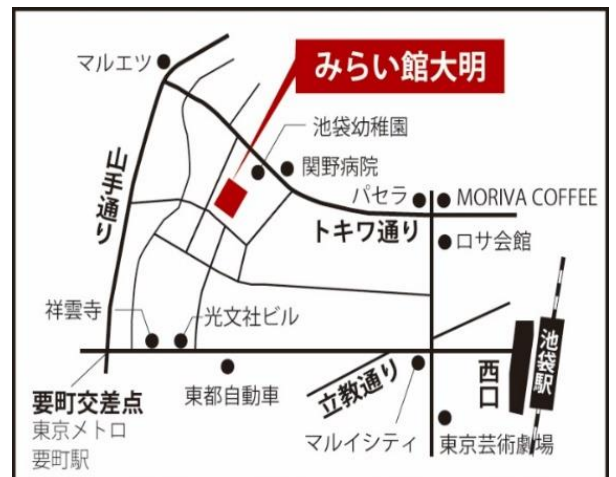 みらい館大明
マルエツ
池袋幼稚園
関野病院
山手通り
パセラ
MORIVA COFFEE
トキワ通り
ロサ会館
祥雲寺
光文社ビル
池袋駅
西口
要町交差点
東京メトロ
要町駅
東都自動車
立教通り
マルイシティ
東京芸術劇場